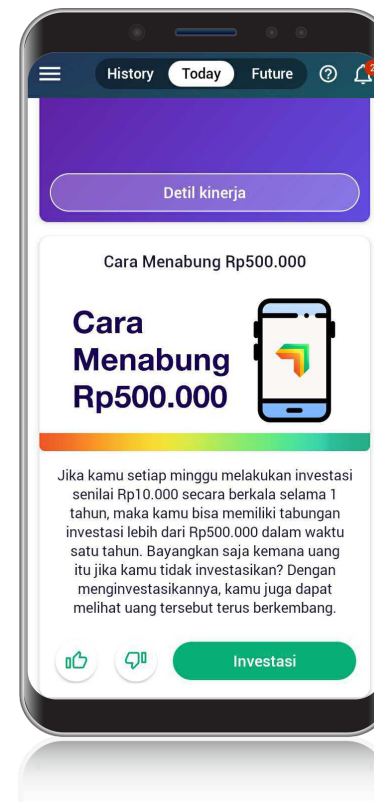 History Today Future
2
Detil kinerja
Cara Menabung Rp500.000
Cara
Menabung
Rp500.000
Jika kamu setiap minggu melakukan investasi
senilai Rp10.000 secara berkala selama 1
tahun, maka kamu bisa memiliki tabungan
investasi lebih dari Rp500.000 dalam waktu
satu tahun. Bayangkan saja kemana uang
itu jika kamu tidak investasikan? Dengan
menginvestasikannya, kamu juga dapat
melihat uang tersebut terus berkembang.
Investasi